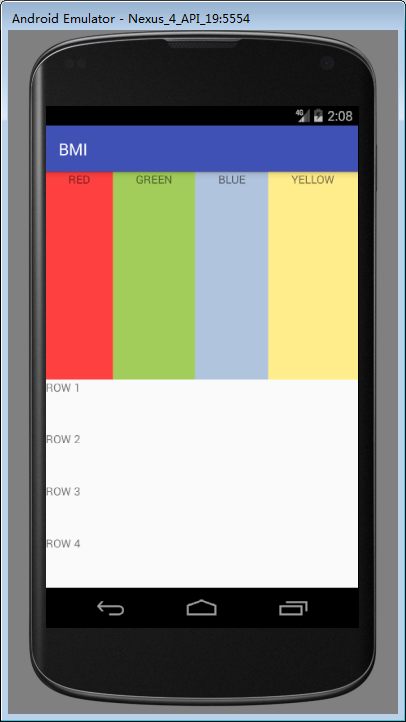 Android Emulator - Nexus_4_API_19:5554
4G 2:08
BMI
RED GREEN BLUE YELLOW
ROW 1
ROW 2
ROW 3
ROW 4